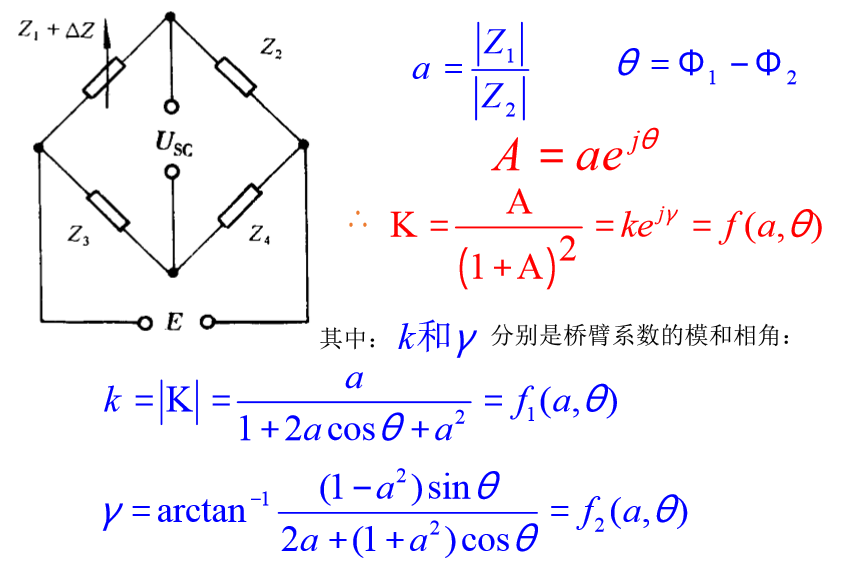 Z₁ + ΔZ
Z₂
U_SC
Z₃
Z₄
E
a = |Z₁| / |Z₂|
θ = Φ₁ − Φ₂
A = ae^{jθ}
∴ K = A / (1 + A)² = ke^{jγ} = f(a,θ)
其中: k和γ 分别是桥臂系数的模和相角:
k = |K| = a / (1 + 2a cos θ + a²) = f₁(a,θ)
γ = arctan⁻¹ (1 − a²) sin θ / (2a + (1 + a²) cos θ) = f₂(a,θ)